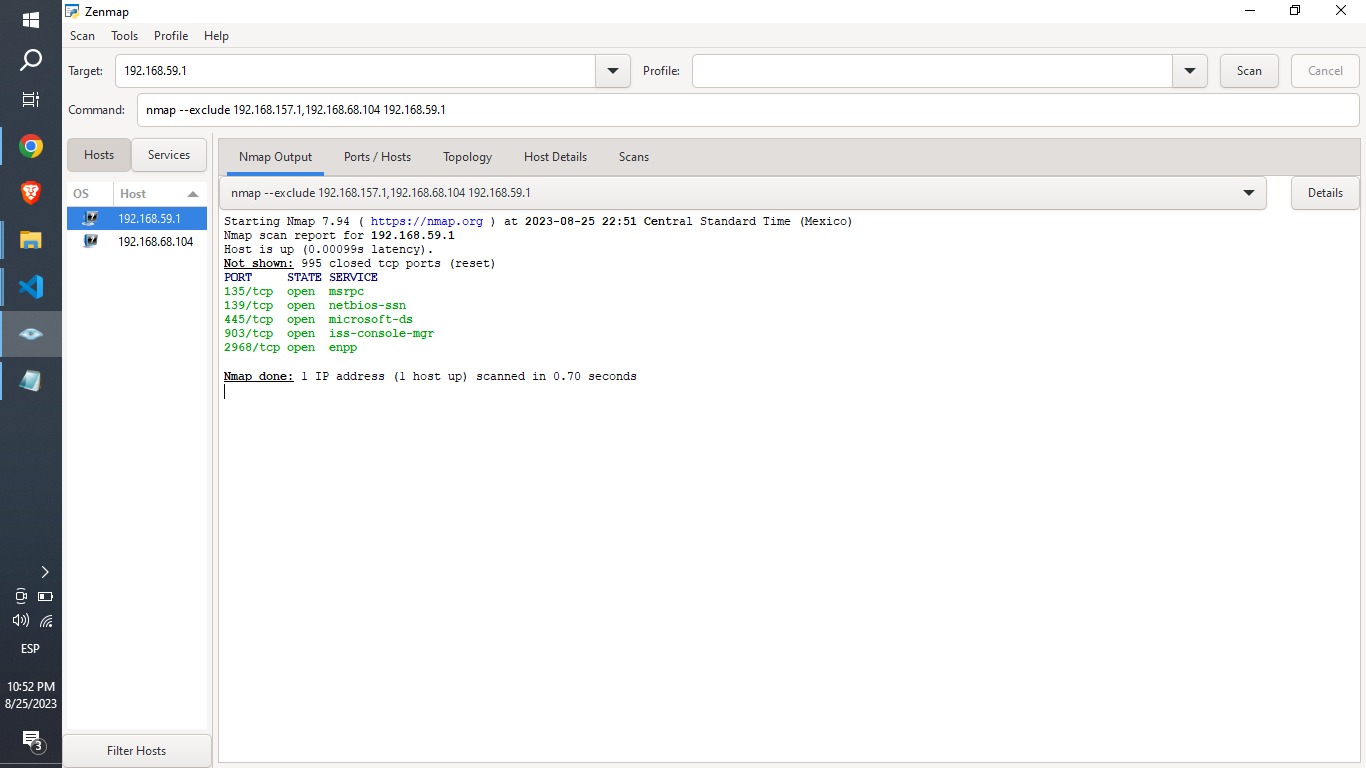 Zenmap
Scan Tools Profile Help
Target: 192.168.59.1 Profile: Scan Cancel
Command: nmap --exclude 192.168.157.1,192.168.68.104 192.168.59.1
Hosts Services
OS Host
192.168.59.1
192.168.68.104
Filter Hosts
Nmap Output Ports / Hosts Topology Host Details Scans
nmap --exclude 192.168.157.1,192.168.68.104 192.168.59.1 Details
Starting Nmap 7.94 ( https://nmap.org ) at 2023-08-25 22:51 Central Standard Time (Mexico)
Nmap scan report for 192.168.59.1
Host is up (0.00099s latency).
Not shown: 995 closed tcp ports (reset)
PORT STATE SERVICE
135/tcp open msrpc
139/tcp open netbios-ssn
445/tcp open microsoft-ds
903/tcp open iss-console-mgr
2968/tcp open enpp
Nmap done: 1 IP address (1 host up) scanned in 0.70 seconds
ESP
10:52 PM
8/25/2023
3